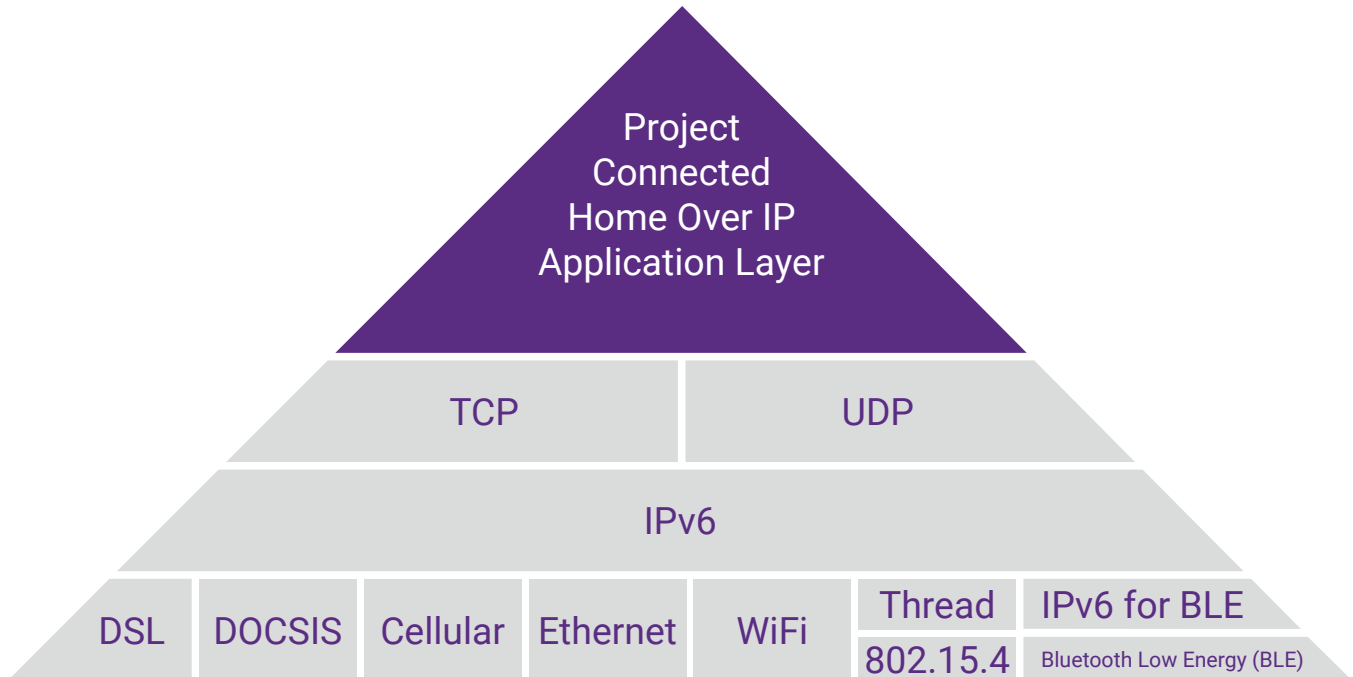 Project
Connected
Home Over IP
Application Layer
TCP
UDP
IPv6
DSL
DOCSIS
Cellular
Ethernet
WiFi
Thread
802.15.4
IPv6 for BLE
Bluetooth Low Energy (BLE)